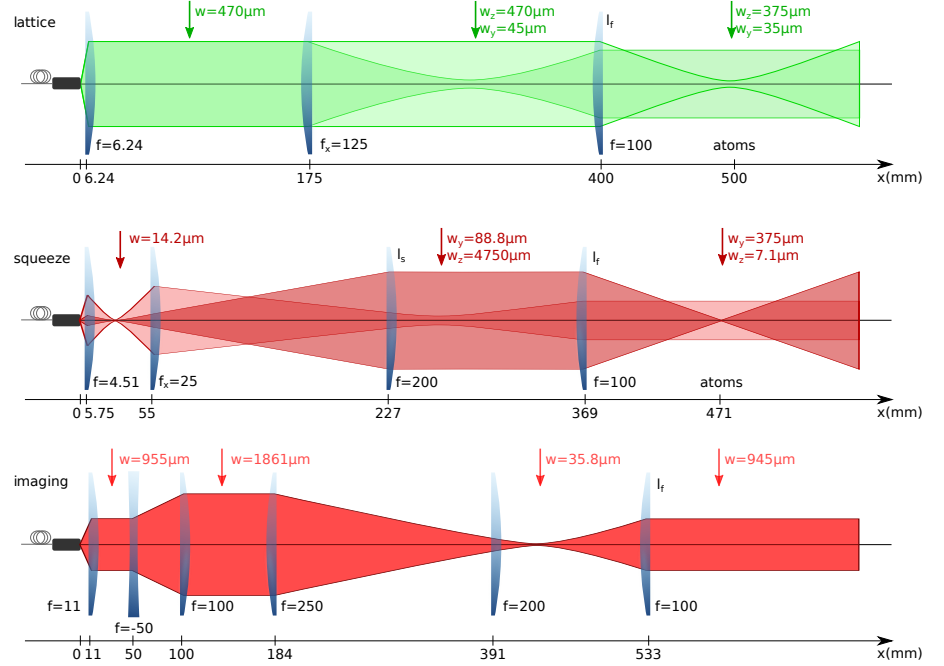 lattice
w=470µm
w_z=470µm
w_y=45µm
l_f
w_z=375µm
w_y=35µm
f=6.24
f_x=125
f=100
atoms
0 6.24 175 400 500 x(mm)
squeeze
w=14.2µm
l_s
w_y=88.8µm
w_z=4750µm
l_f
w_y=375µm
w_z=7.1µm
f=4.51
f_x=25
f=200
f=100
atoms
0 5.75 55 227 369 471 x(mm)
imaging
w=955µm
w=1861µm
w=35.8µm
l_f
w=945µm
f=11
f=-50
f=100
f=250
f=200
f=100
0 11 50 100 184 391 533 x(mm)